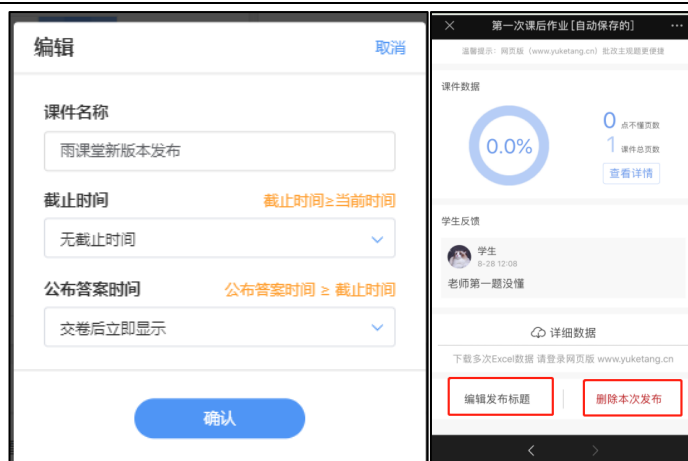 编辑
取消
课件名称
雨课堂新版本发布
截止时间
截止时间≥当前时间
无截止时间
公布答案时间
公布答案时间 ≥ 截止时间
交卷后立即显示
确认
第一次课后作业[自动保存的]
温馨提示：网页版（www.yuketang.cn）批改主观题更便捷
课件数据
0.0%
0 点不懂页数
1 课件总页数
查看详情
学生反馈
学生
8-28 12:08
老师第一题没懂
详细数据
下载多次Excel数据 请登录网页版 www.yuketang.cn
编辑发布标题
删除本次发布